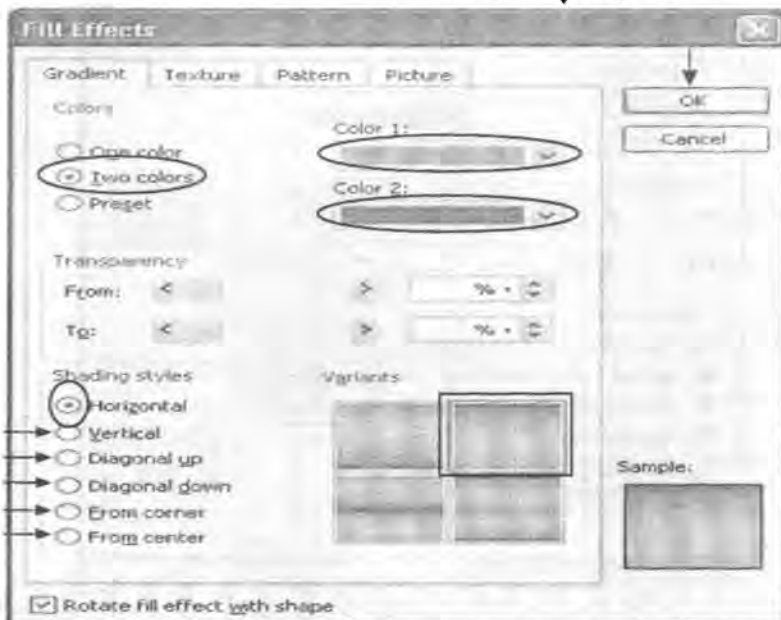 Fill Effects
Gradient Texture Pattern Picture
Colors
One color
Two colors
Preset
Color 1:
Color 2:
OK
Cancel
Transparency
From: < > %
To: < > %
Shading styles
Horizontal
Vertical
Diagonal up
Diagonal down
From corner
From center
Variants
Sample:
Rotate fill effect with shape